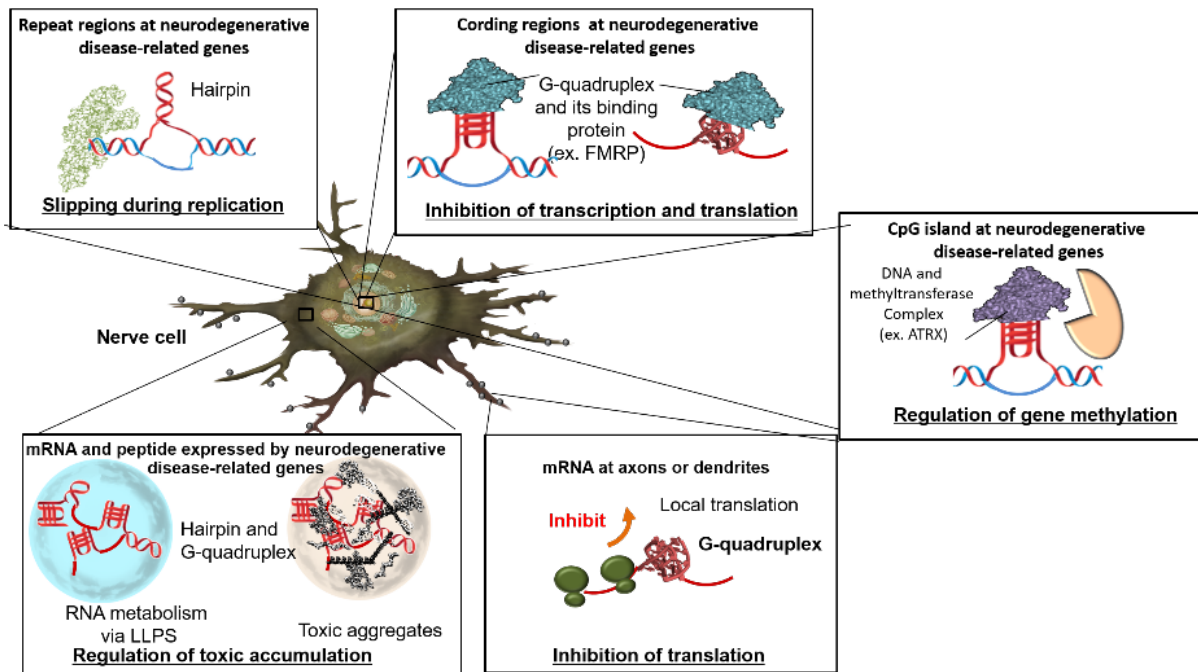 Repeat regions at neurodegenerative
disease-related genes
Hairpin
Slipping during replication
Cording regions at neurodegenerative
disease-related genes
G-quadruplex
and its binding
protein
(ex. FMRP)
Inhibition of transcription and translation
CpG island at neurodegenerative
disease-related genes
DNA and
methyltransferase
Complex
(ex. ATRX)
Regulation of gene methylation
Nerve cell
mRNA and peptide expressed by neurodegenerative
disease-related genes
Hairpin and
G-quadruplex
RNA metabolism
via LLPS
Toxic aggregates
Regulation of toxic accumulation
mRNA at axons or dendrites
Local translation
Inhibit
G-quadruplex
Inhibition of translation